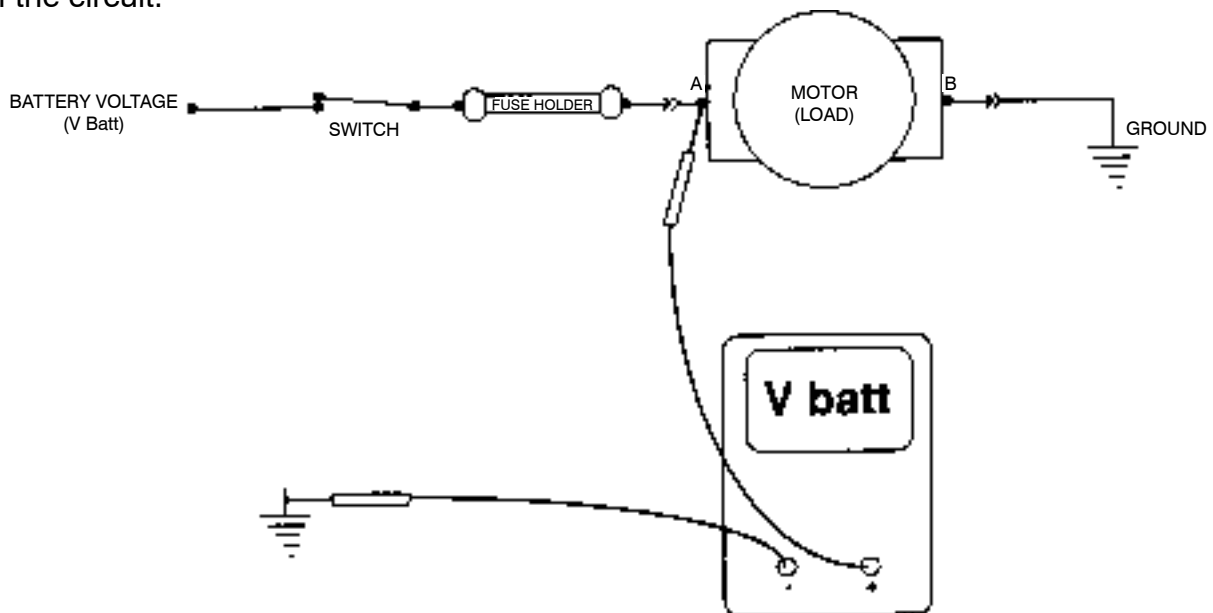 the circuit.
BATTERY VOLTAGE
(V Batt)
SWITCH
FUSE HOLDER
A
MOTOR
(LOAD)
B
GROUND
V batt
-
+